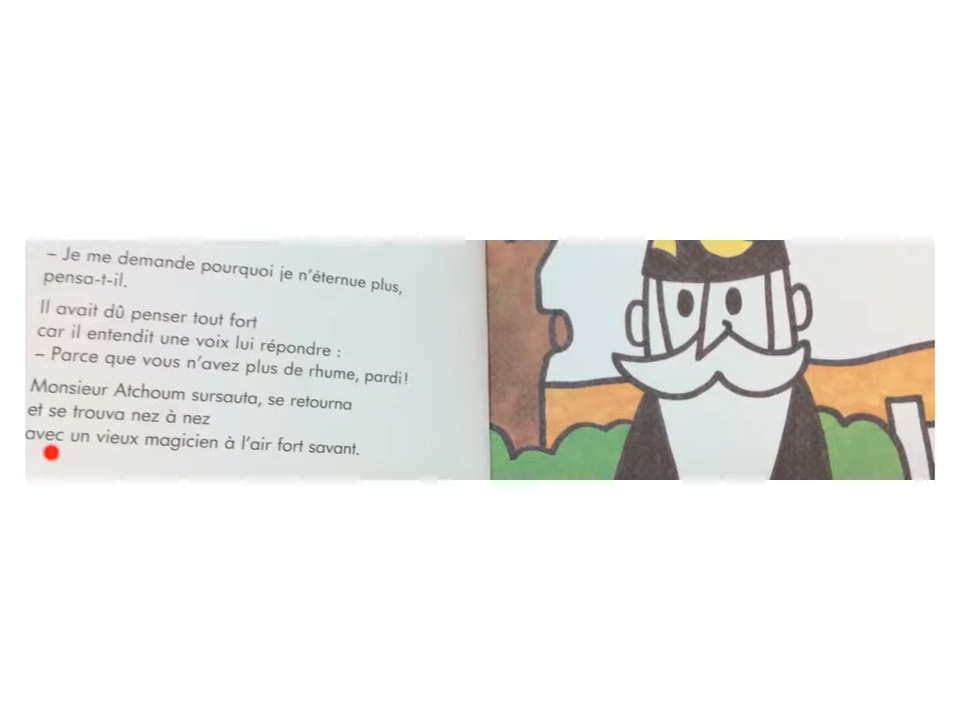 – Je me demande pourquoi je n'éternue plus,
pensa-t-il.
Il avait dû penser tout fort
car il entendit une voix lui répondre :
– Parce que vous n'avez plus de rhume, pardi!
Monsieur Atchoum sursauta, se retourna
et se trouva nez à nez
avec un vieux magicien à l'air fort savant.